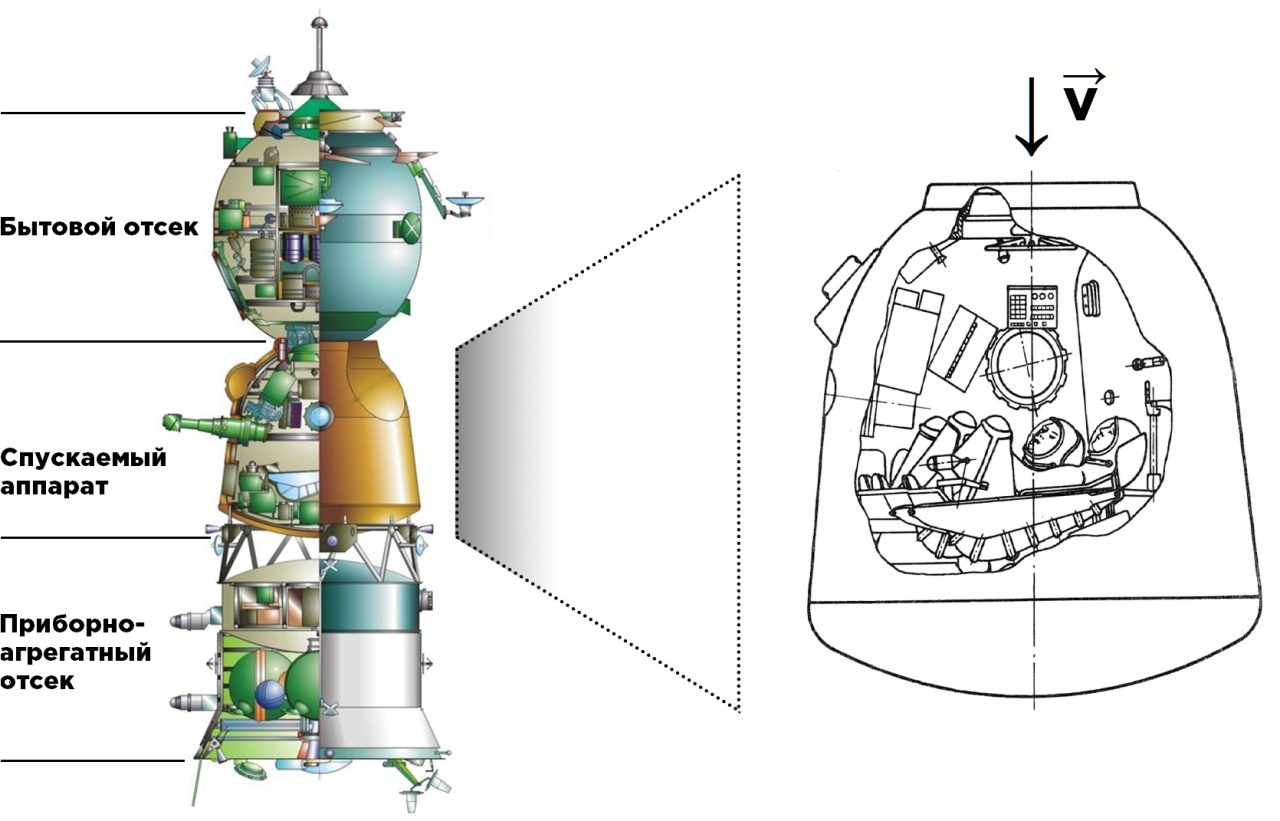 Бытовой отсек
Спускаемый
аппарат
Приборно-
агрегатный
отсек
V